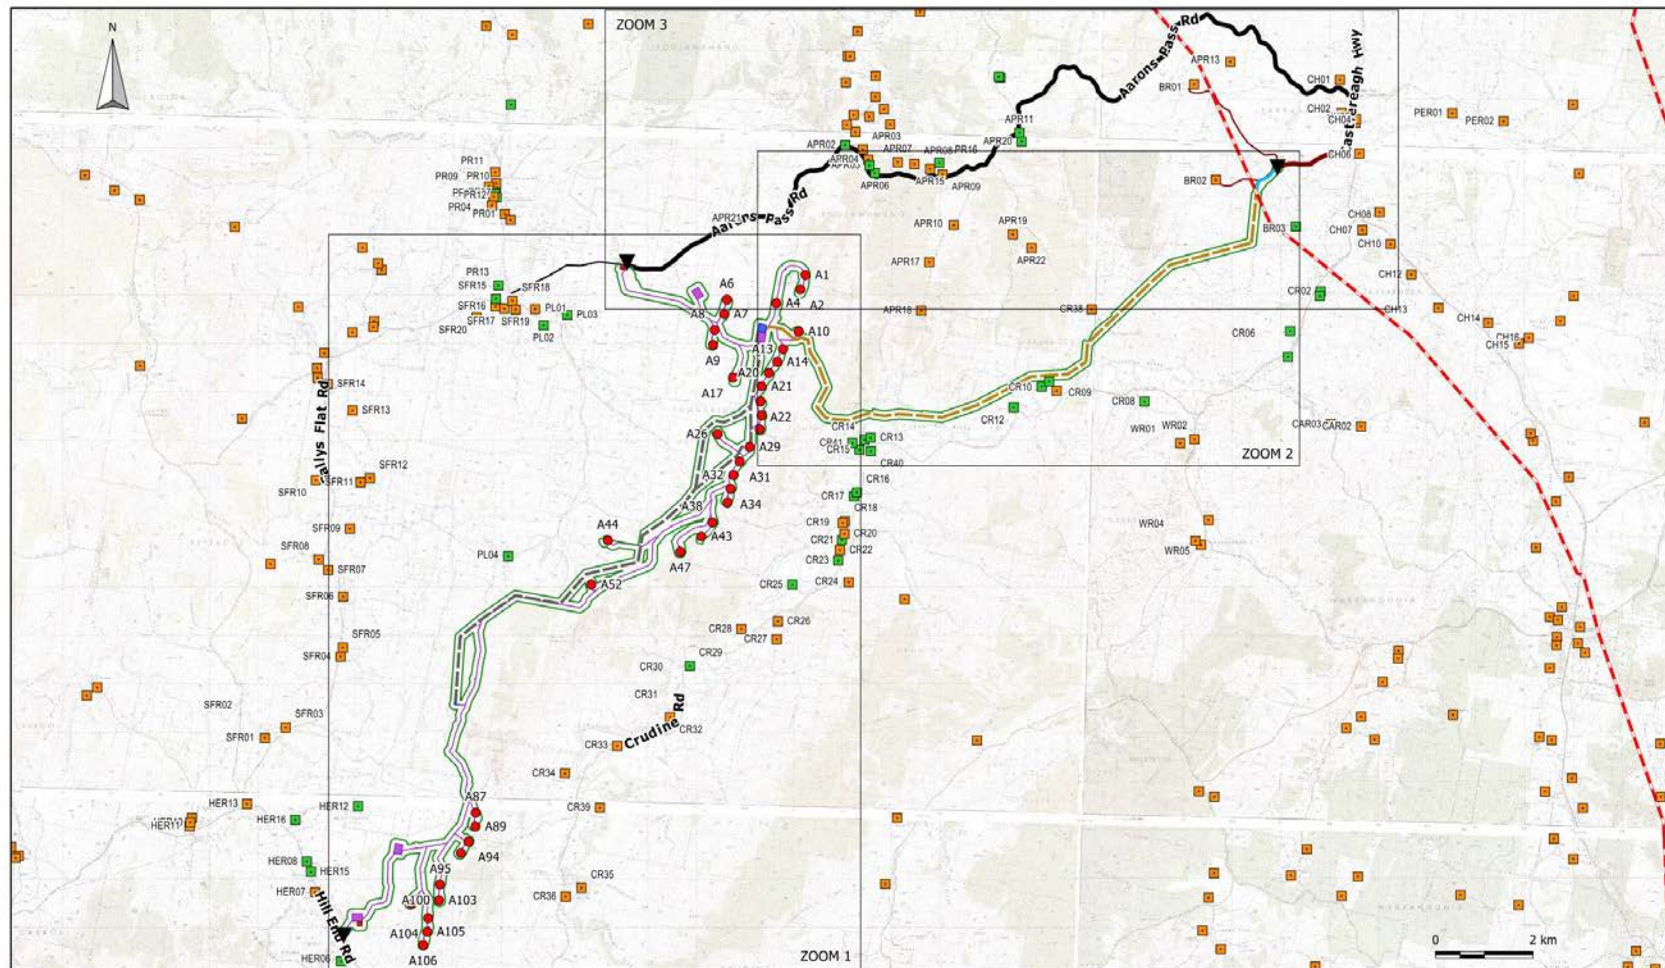 ZOOM 3
N
Aarons Pass Rd
Castlereagh Hwy
APR13
BR01
CH01
CH02
CH04
PER01
PER02
APR11
APR03
APR20
APR02
APR07
APR08
PR16
APR04
CH06
PR11
PR09
PR10
PR12
APR06
APR15
APR09
BR02
PR04
PR01
APR21
Aarons Pass Rd
APR10
APR19
BR03
CH08
CH07
CH10
APR17
APR22
CH12
PR13
SFR15
SFR18
A1
A6
A2
CR02
SFR16
PL01
PL03
A4
APR18
CR38
CH13
SFR17
SFR19
A8
A7
CH14
SFR20
PL02
A10
CR06
CH16
CH15
A9
A13
A14
SFR14
A20
A17
A21
CR10
CR09
SFR13
A22
CR12
CR08
A26
CR14
CR13
CAR03
CAR02
WR02
WR01
CR41
CR15
A29
CR40
ZOOM 2
SFR12
SFR10
SFR11
A32
A31
CR16
CR17
A38
A34
CR18
SFR09
CR19
WR04
CR20
A44
A43
CR21
SFR08
PL04
CR22
WR05
A47
CR23
SFR07
CR25
CR24
A52
SFR06
CR26
CR28
CR27
SFR05
SFR04
CR29
CR30
SFR02
CR31
Crudine Rd
SFR03
CR32
SFR01
CR33
CR34
HER13
HER12
A87
CR39
HER16
HER11
A89
A94
HER08
HER15
A95
CR35
HER07
A100
A103
CR36
Hill End Rd
A104
A105
A106
0
2 km
HER06
ZOOM 1